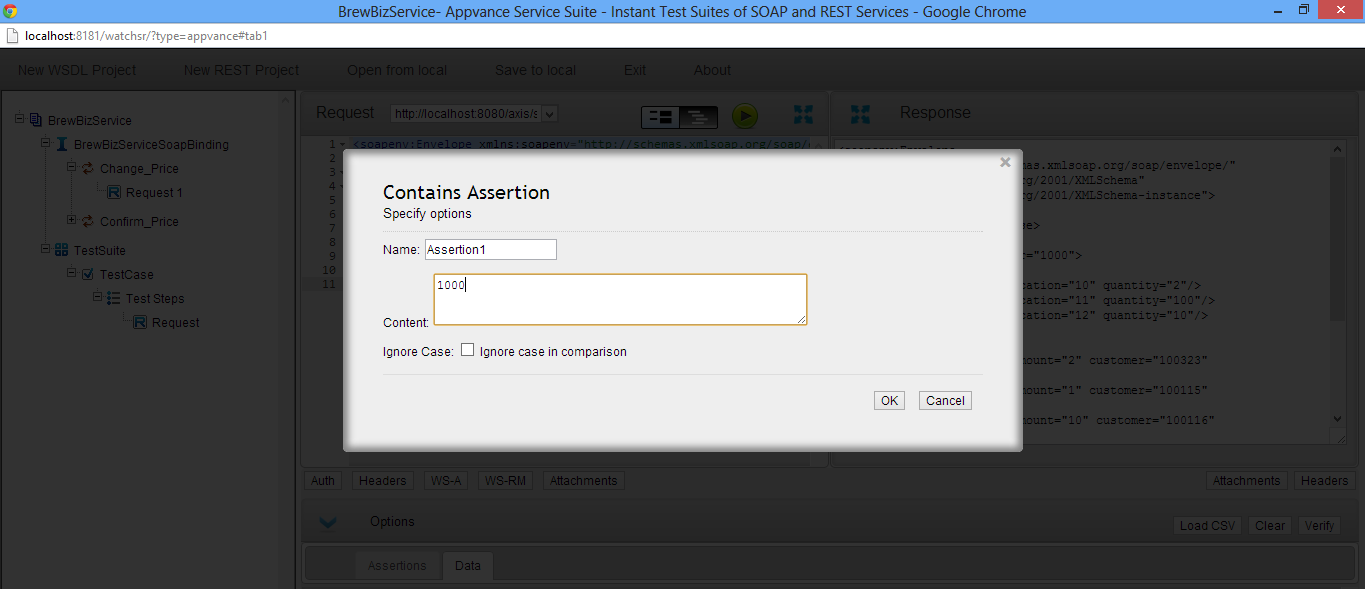 BrewBizService- Appvance Service Suite - Instant Test Suites of SOAP and REST Services - Google Chrome
localhost:8181/watchsr/?type=appvance#tab1
New WSDL Project New REST Project Open from local Save to local Exit About
BrewBizService
BrewBizServiceSoapBinding
Change_Price
Request 1
Confirm_Price
TestSuite
TestCase
Test Steps
Request
Request http://localhost:8080/axis/s
Response
1 <soapenv:Envelope xmlns:soapenv="http://schemas.xmlsoap.org/soap/
2
3
4
5
6
7
8
9
10
11
Contains Assertion
Specify options
Name: Assertion1
Content: 1000
Ignore Case: Ignore case in comparison
OK Cancel
mas.xmlsoap.org/soap/envelope/"
rg/2001/XMLSchema"
rg/2001/XMLSchema-instance">
se>
="1000">
cation="10" quantity="2"/>
cation="11" quantity="100"/>
cation="12" quantity="10"/>
mount="2" customer="100323"
mount="1" customer="100115"
mount="10" customer="100116"
Auth Headers WS-A WS-RM Attachments
Attachments Headers
Options
Load CSV Clear Verify
Assertions Data